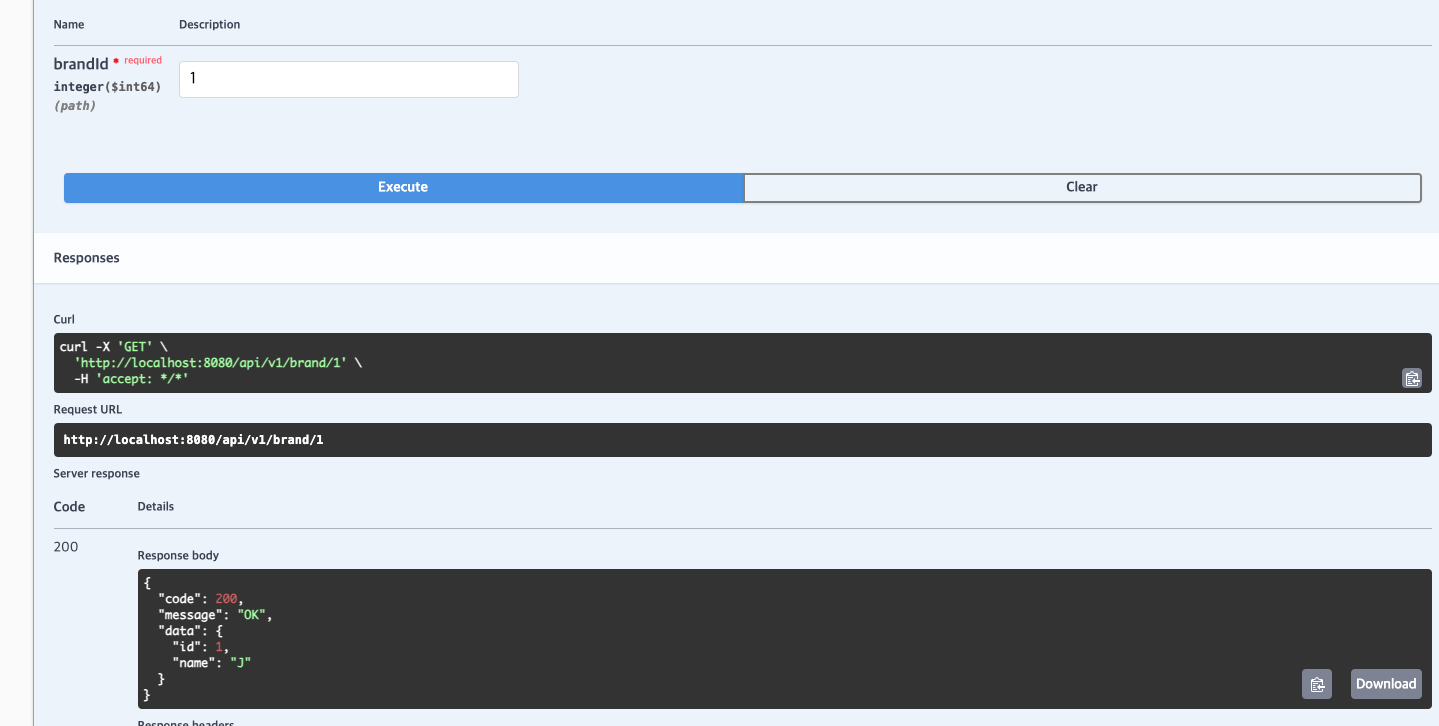 Name Description
brandId * required
1
integer($int64)
(path)
Execute Clear
Responses
Curl
curl -X 'GET' \
'http://localhost:8080/api/v1/brand/1' \
-H 'accept: */*'
Request URL
http://localhost:8080/api/v1/brand/1
Server response
Code Details
200
Response body
{
"code": 200,
"message": "OK",
"data": {
"id": 1,
"name": "J"
}
}
Download
Response headers